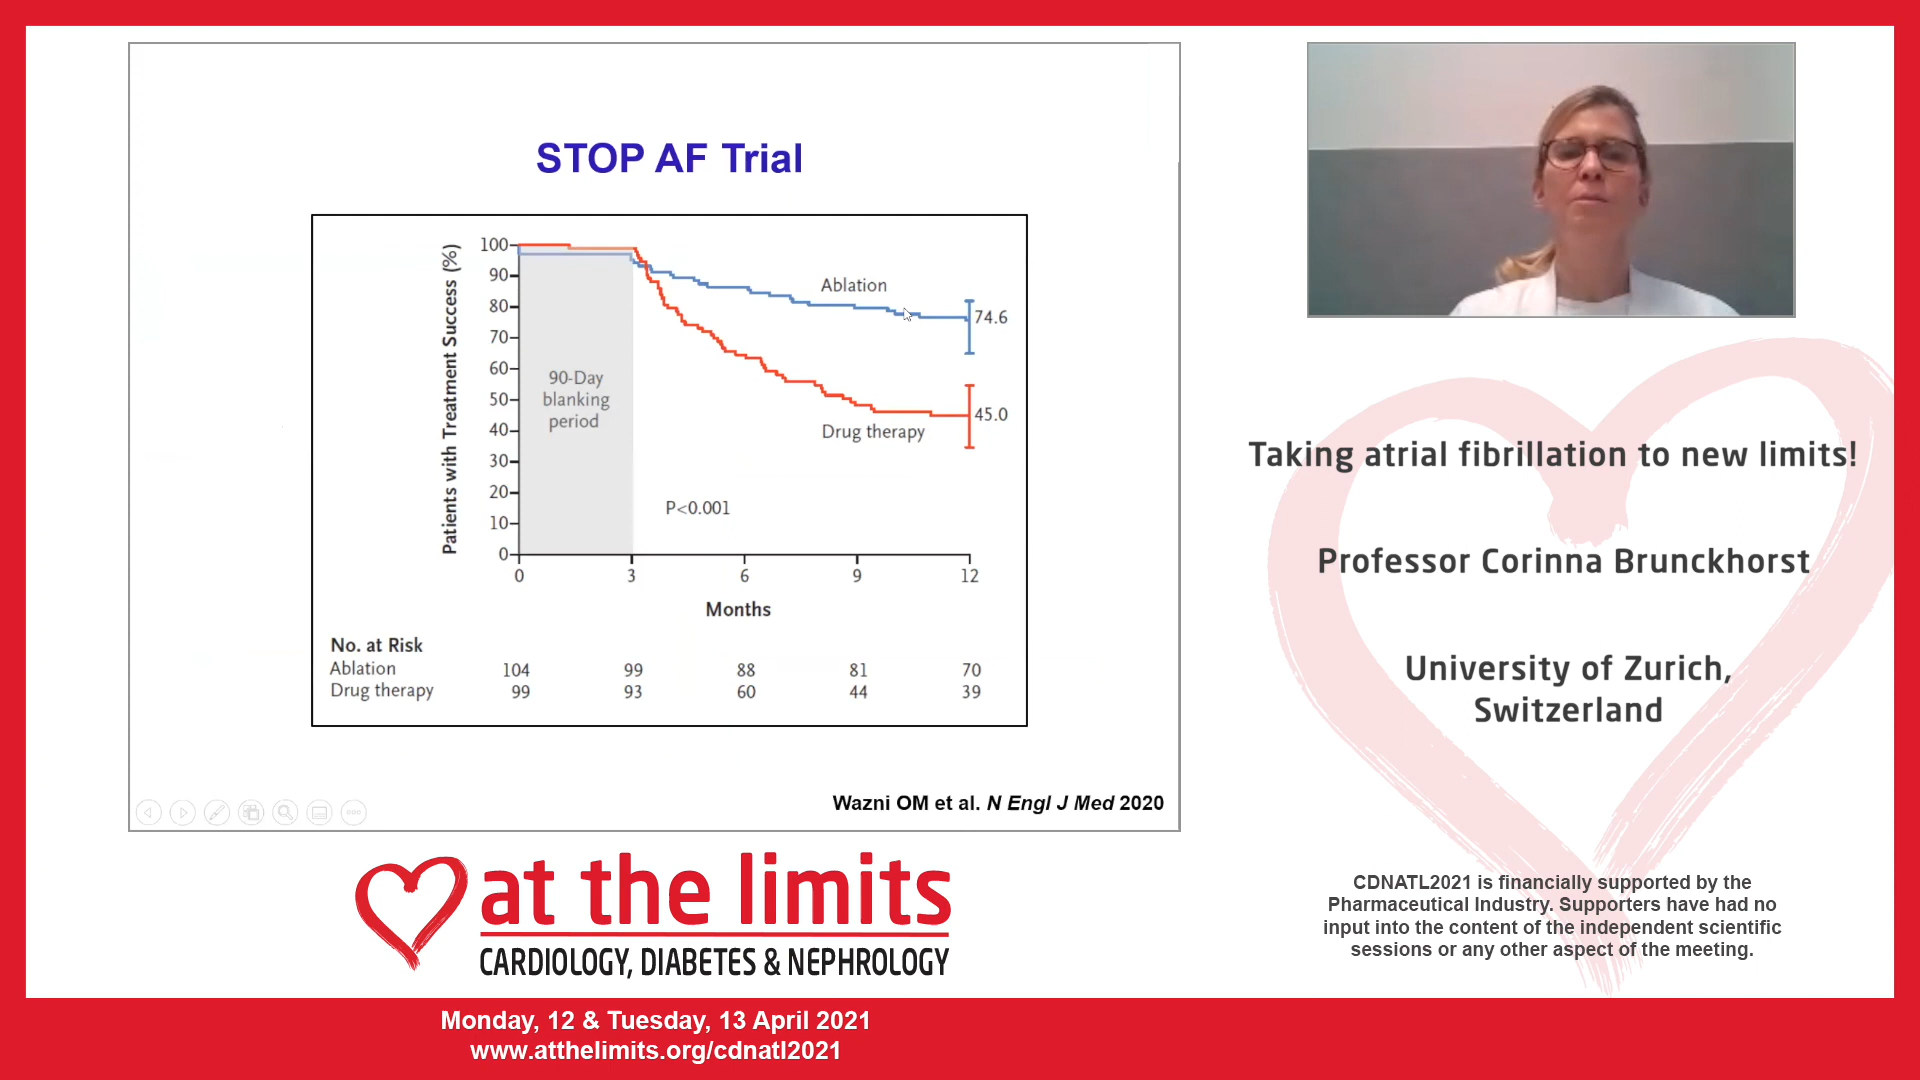 STOP AF Trial
Patients with Treatment Success (%)
100
90
80
70
60
50
40
30
20
10
0
90-Day
blanking
period
Ablation
74.6
45.0
Drug therapy
P<0.001
0 3 6 9 12
Months
No. at Risk
Ablation 104 99 88 81 70
Drug therapy 99 93 60 44 39
Wazni OM et al. N Engl J Med 2020
Taking atrial fibrillation to new limits!
Professor Corinna Brunckhorst
University of Zurich,
Switzerland
CDNATL2021 is financially supported by the
Pharmaceutical Industry. Supporters have had no
input into the content of the independent scientific
sessions or any other aspect of the meeting.
at the limits
CARDIOLOGY, DIABETES & NEPHROLOGY
Monday, 12 & Tuesday, 13 April 2021
www.atthelimits.org/cdnatl2021